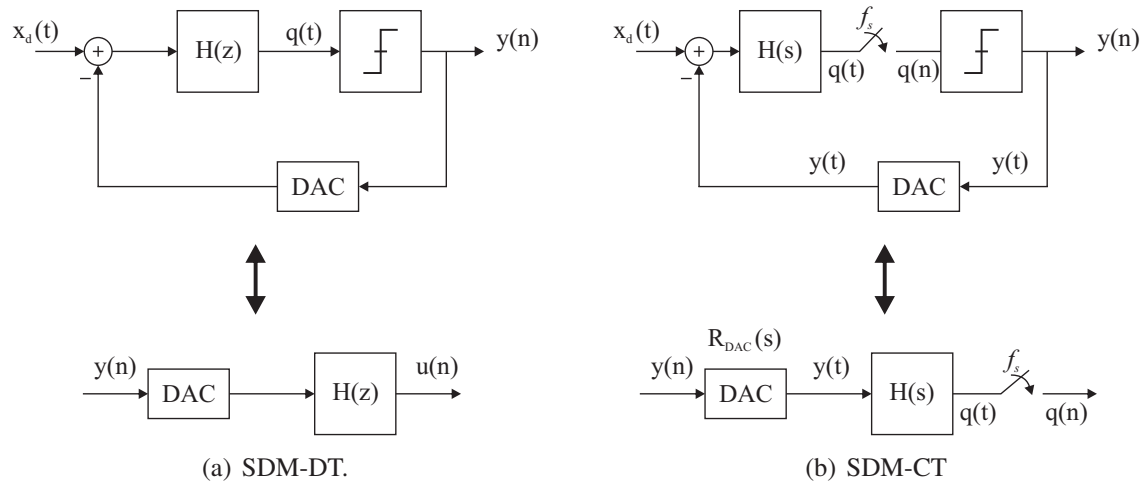 x_d(t)
+
−
H(z)
q(t)
y(n)
DAC
y(n)
DAC
H(z)
u(n)
(a) SDM-DT.
x_d(t)
+
−
H(s)
q(t)
f_s
q(n)
y(n)
y(t)
DAC
y(t)
R_DAC(s)
y(n)
DAC
y(t)
H(s)
q(t)
f_s
q(n)
(b) SDM-CT